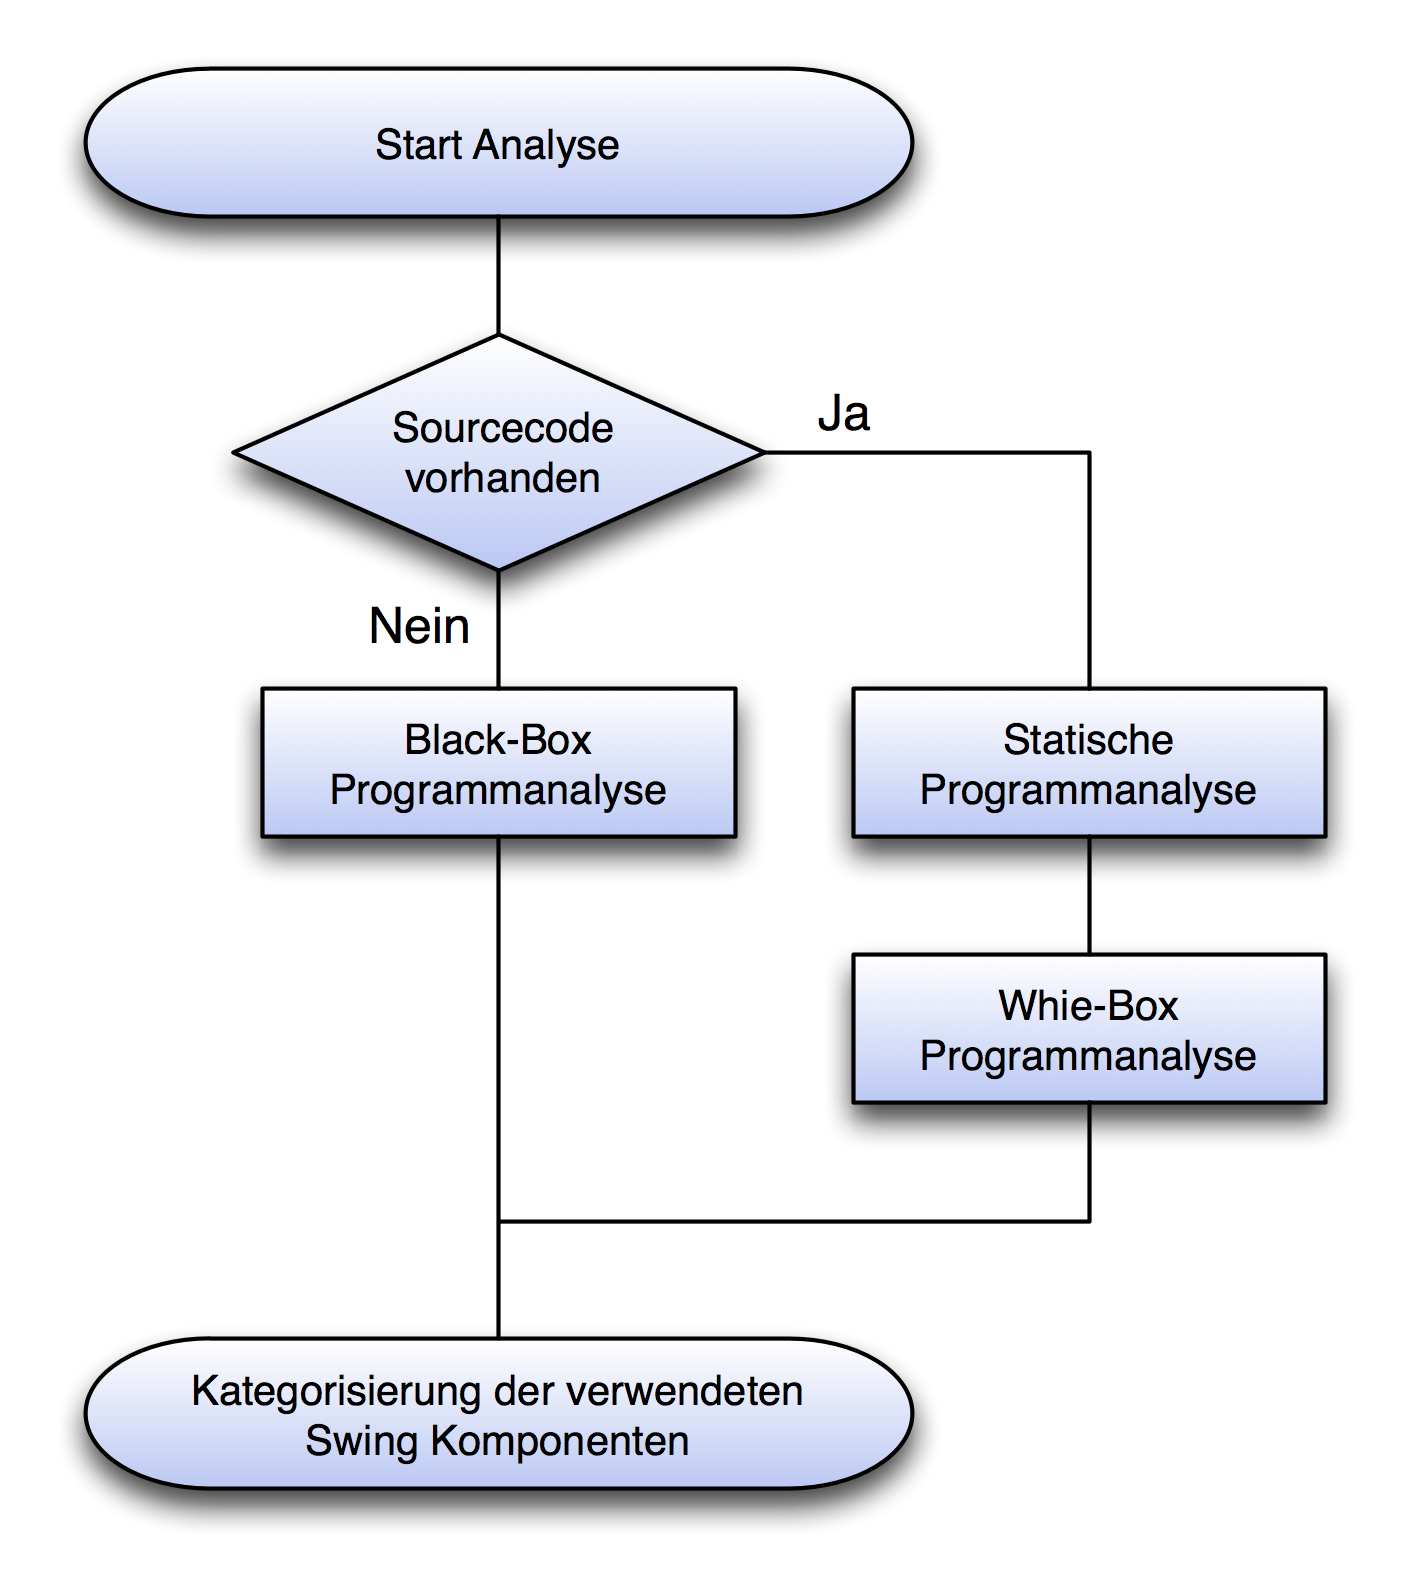 Start Analyse
Sourcecode
vorhanden
Ja
Nein
Black-Box
Programmanalyse
Statische
Programmanalyse
Whie-Box
Programmanalyse
Kategorisierung der verwendeten
Swing Komponenten